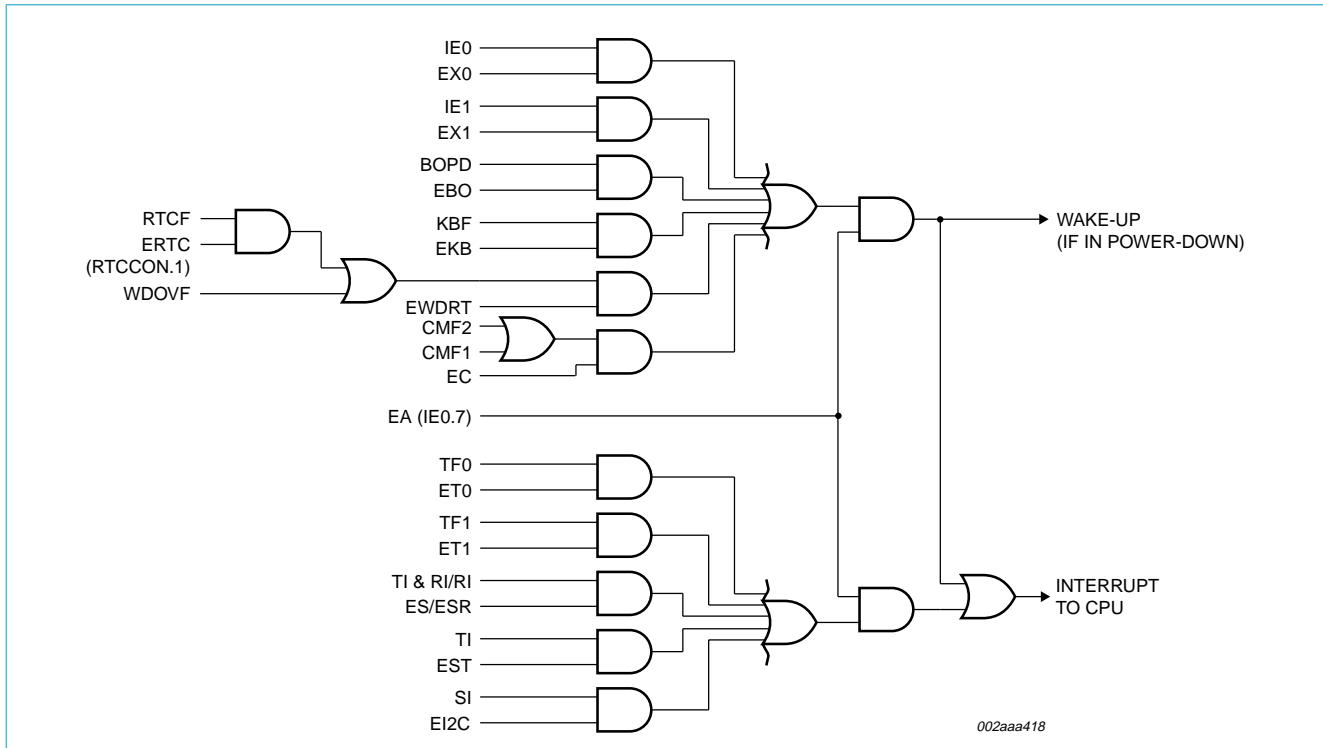 IE0
EX0
IE1
EX1
BOPD
EBO
KBF
EKB
RTCF
ERTC
(RTCCON.1)
WDOVF
EWDRT
CMF2
CMF1
EC
EA (IE0.7)
TF0
ET0
TF1
ET1
TI & RI/RI
ES/ESR
TI
EST
SI
EI2C
WAKE-UP
(IF IN POWER-DOWN)
INTERRUPT
TO CPU
002aaa418